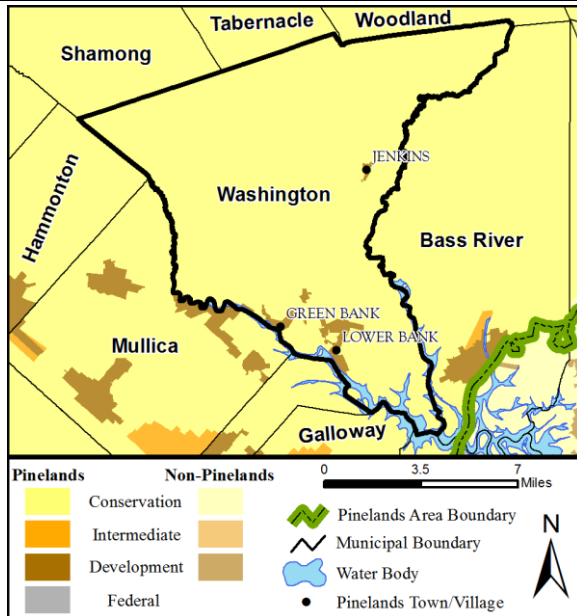 Woodland
Tabernacle
Shamong
JENKINS
Hammonton
Washington
Bass River
GREEN BANK
LOWER BANK
Mullica
Galloway
Pinelands Non-Pinelands
Conservation
Intermediate
Development
Federal
0 3.5 7
Miles
Pinelands Area Boundary
Municipal Boundary
Water Body
Pinelands Town/Village
N